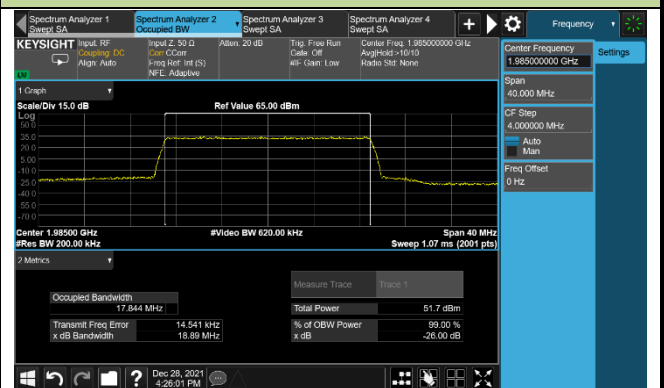 Spectrum Analyzer 1
Swept SA
Spectrum Analyzer 2
Occupied BW
Spectrum Analyzer 3
Swept SA
Spectrum Analyzer 4
Swept SA
Frequency
KEYSIGHT
Input: RF
Coupling: DC
Align: Auto
Input Z: 50 Ω
Corr CCorr
Freq Ref: Int (S)
NFE: Adaptive
Atten: 20 dB
Trig: Free Run
Gate: Off
#IF Gain: Low
Center Freq: 1.985000000 GHz
Avg|Hold:>10/10
Radio Std: None
Center Frequency
1.985000000 GHz
Settings
Span
40.000 MHz
CF Step
4.000000 MHz
Auto
Man
Freq Offset
0 Hz
1 Graph
Scale/Div 15.0 dB
Ref Value 65.00 dBm
Log
50.0
35.0
20.0
5.00
-10.0
-25.0
-40.0
-55.0
-70.0
Center 1.98500 GHz
#Video BW 620.00 kHz
Span 40 MHz
#Res BW 200.00 kHz
Sweep 1.07 ms (2001 pts)
2 Metrics
Measure Trace
Trace 1
Occupied Bandwidth
17.844 MHz
Total Power
51.7 dBm
Transmit Freq Error
14.541 kHz
% of OBW Power
99.00 %
x dB Bandwidth
18.89 MHz
x dB
-26.00 dB
?
Dec 28, 2021
4:26:01 PM